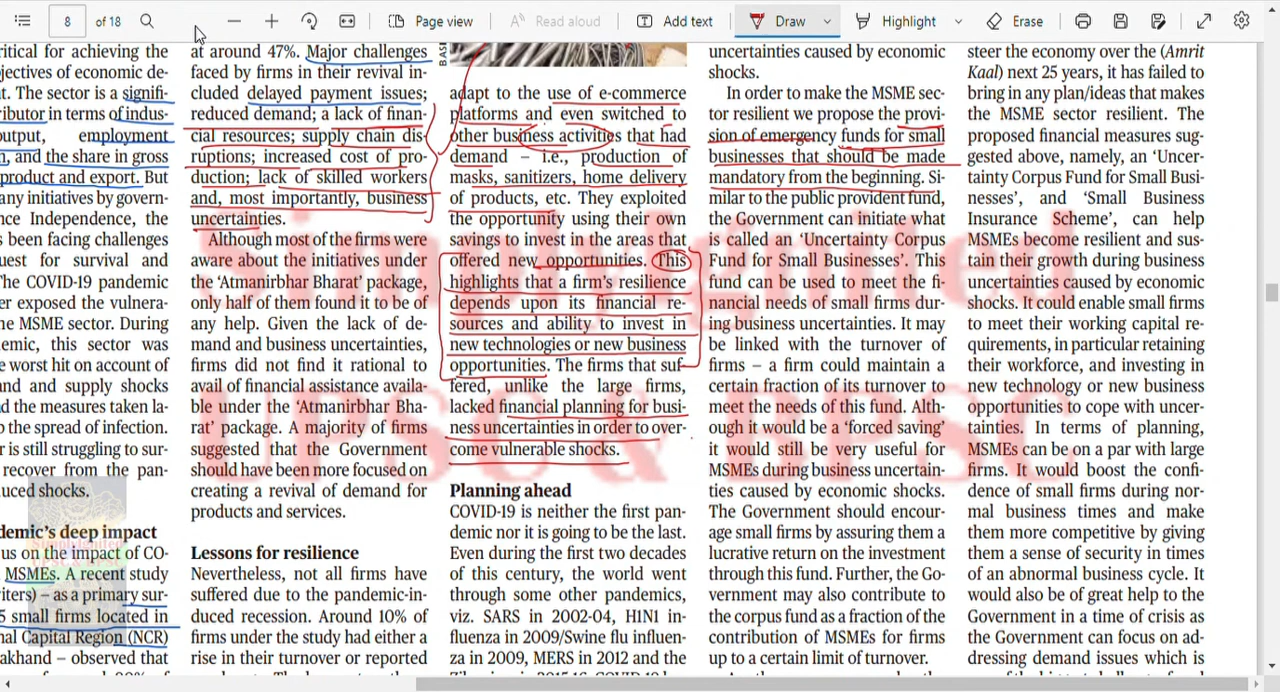 8 of 18
Page view
Read aloud
Add text
Draw
Highlight
Erase
ritical for achieving the
jectives of economic de-
t. The sector is a signifi-
ributor in terms of indus-
output, employment
n, and the share in gross
product and export. But
any initiatives by govern-
nce Independence, the
s been facing challenges
uest for survival and
The COVID-19 pandemic
er exposed the vulnera-
he MSME sector. During
demic, this sector was
e worst hit on account of
and and supply shocks
d the measures taken la-
o the spread of infection.
r is still struggling to sur-
recover from the pan-
uced shocks.
demic's deep impact
us on the impact of CO-
MSMEs. A recent study
iters) – as a primary sur-
5 small firms located in
nal Capital Region (NCR)
akhand – observed that
at around 47%. Major challenges
faced by firms in their revival in-
cluded delayed payment issues;
reduced demand; a lack of finan-
cial resources; supply chain dis-
ruptions; increased cost of pro-
duction; lack of skilled workers
and, most importantly, business
uncertainties.
Although most of the firms were
aware about the initiatives under
the 'Atmanirbhar Bharat' package,
only half of them found it to be of
any help. Given the lack of de-
mand and business uncertainties,
firms did not find it rational to
avail of financial assistance availa-
ble under the 'Atmanirbhar Bha-
rat' package. A majority of firms
suggested that the Government
should have been more focused on
creating a revival of demand for
products and services.
Lessons for resilience
Nevertheless, not all firms have
suffered due to the pandemic-in-
duced recession. Around 10% of
firms under the study had either a
rise in their turnover or reported
adapt to the use of e-commerce
platforms and even switched to
other business activities that had
demand – i.e., production of
masks, sanitizers, home delivery
of products, etc. They exploited
the opportunity using their own
savings to invest in the areas that
offered new opportunities. This
highlights that a firm's resilience
depends upon its financial re-
sources and ability to invest in
new technologies or new business
opportunities. The firms that suf-
fered, unlike the large firms,
lacked financial planning for busi-
ness uncertainties in order to over-
come vulnerable shocks.
Planning ahead
COVID-19 is neither the first pan-
demic nor it is going to be the last.
Even during the first two decades
of this century, the world went
through some other pandemics,
viz. SARS in 2002-04, H1N1 in-
fluenza in 2009/Swine flu influen-
za in 2009, MERS in 2012 and the
uncertainties caused by economic
shocks.
In order to make the MSME sec-
tor resilient we propose the provi-
sion of emergency funds for small
businesses that should be made
mandatory from the beginning. Si-
milar to the public provident fund,
the Government can initiate what
is called an 'Uncertainty Corpus
Fund for Small Businesses'. This
fund can be used to meet the fi-
nancial needs of small firms dur-
ing business uncertainties. It may
be linked with the turnover of
firms – a firm could maintain a
certain fraction of its turnover to
meet the needs of this fund. Alth-
ough it would be a 'forced saving'
it would still be very useful for
MSMEs during business uncertain-
ties caused by economic shocks.
The Government should encour-
age small firms by assuring them a
lucrative return on the investment
through this fund. Further, the Go-
vernment may also contribute to
the corpus fund as a fraction of the
contribution of MSMEs for firms
up to a certain limit of turnover.
steer the economy over the (Amrit
Kaal) next 25 years, it has failed to
bring in any plan/ideas that makes
the MSME sector resilient. The
proposed financial measures sug-
gested above, namely, an 'Uncer-
tainty Corpus Fund for Small Busi-
nesses', and 'Small Business
Insurance Scheme', can help
MSMEs become resilient and sus-
tain their growth during business
uncertainties caused by economic
shocks. It could enable small firms
to meet their working capital re-
quirements, in particular retaining
their workforce, and investing in
new technology or new business
opportunities to cope with uncer-
tainties. In terms of planning,
MSMEs can be on a par with large
firms. It would boost the confi-
dence of small firms during nor-
mal business times and make
them more competitive by giving
them a sense of security in times
of an abnormal business cycle. It
would also be of great help to the
Government in a time of crisis as
the Government can focus on ad-
dressing demand issues which is
UPSC & BPSC